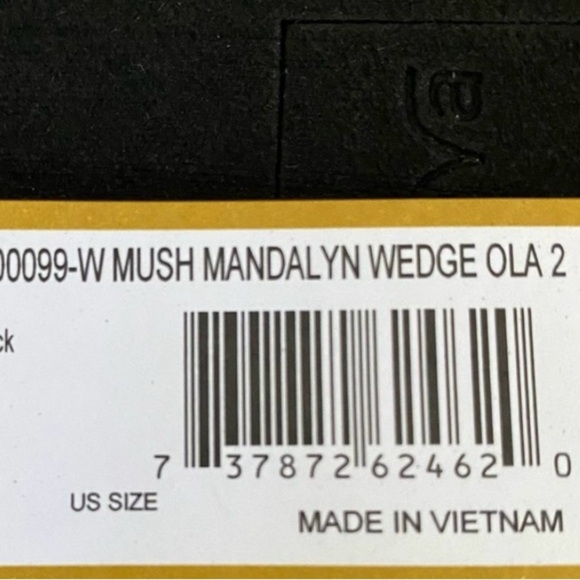 00099-W MUSH MANDALYN WEDGE OLA 2
ck
7 37872 62462 0
US SIZE
MADE IN VIETNAM